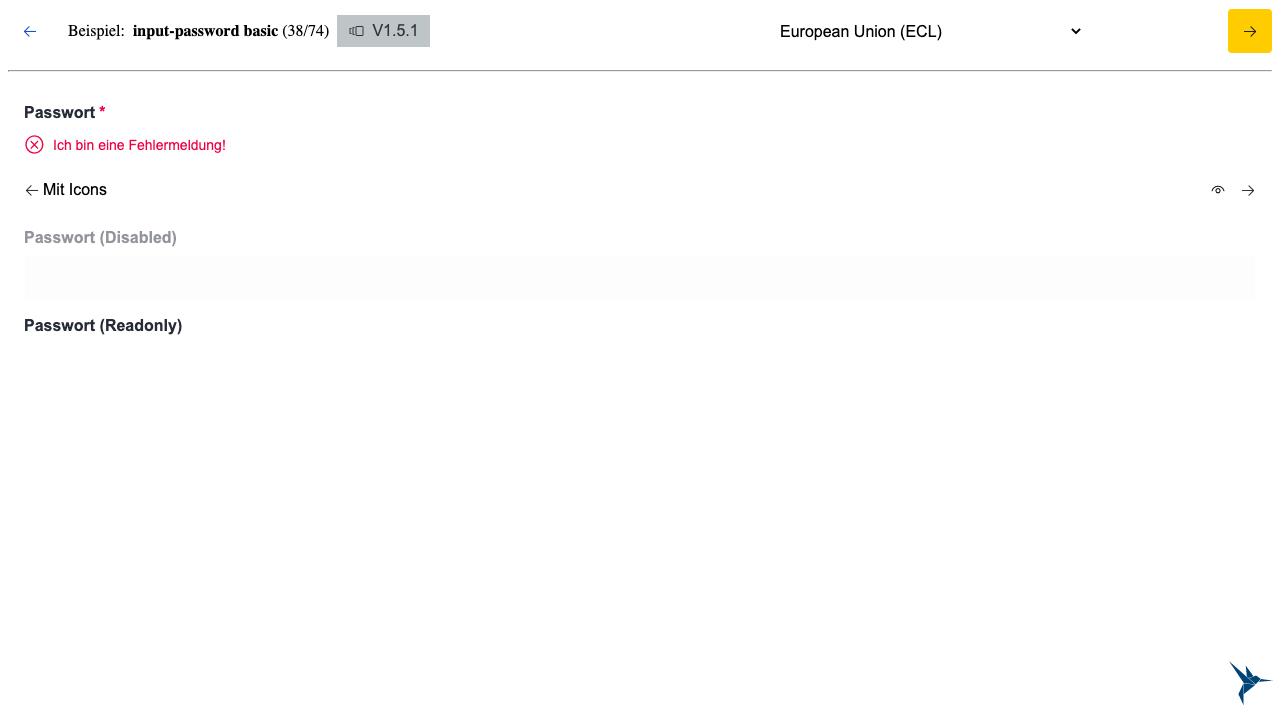 Beispiel: input-password basic (38/74) V1.5.1 European Union (ECL)
Passwort *
Ich bin eine Fehlermeldung!
Mit Icons
Passwort (Disabled)
Passwort (Readonly)